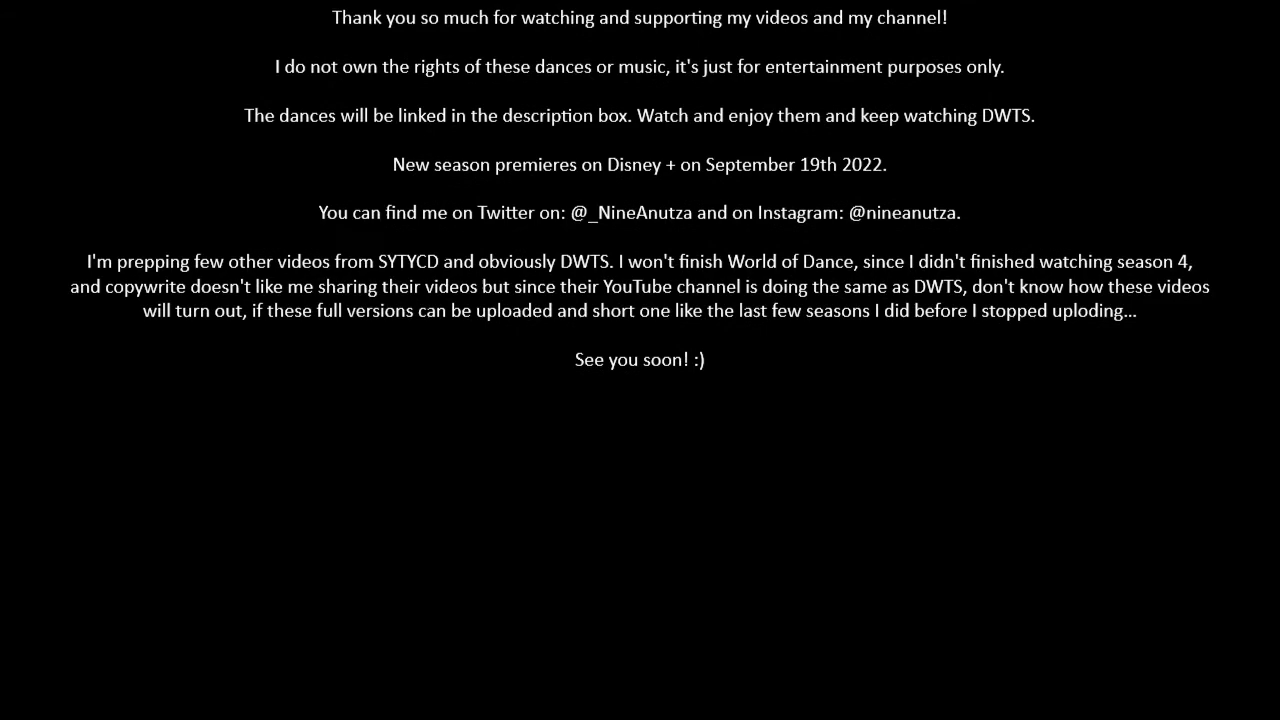 Thank you so much for watching and supporting my videos and my channel!
I do not own the rights of these dances or music, it's just for entertainment purposes only.
The dances will be linked in the description box. Watch and enjoy them and keep watching DWTS.
New season premieres on Disney + on September 19th 2022.
You can find me on Twitter on: @_NineAnutza and on Instagram: @nineanutza.
I'm prepping few other videos from SYTYCD and obviously DWTS. I won't finish World of Dance, since I didn't finished watching season 4,
and copywrite doesn't like me sharing their videos but since their YouTube channel is doing the same as DWTS, don't know how these videos
will turn out, if these full versions can be uploaded and short one like the last few seasons I did before I stopped uploding...
See you soon! :)